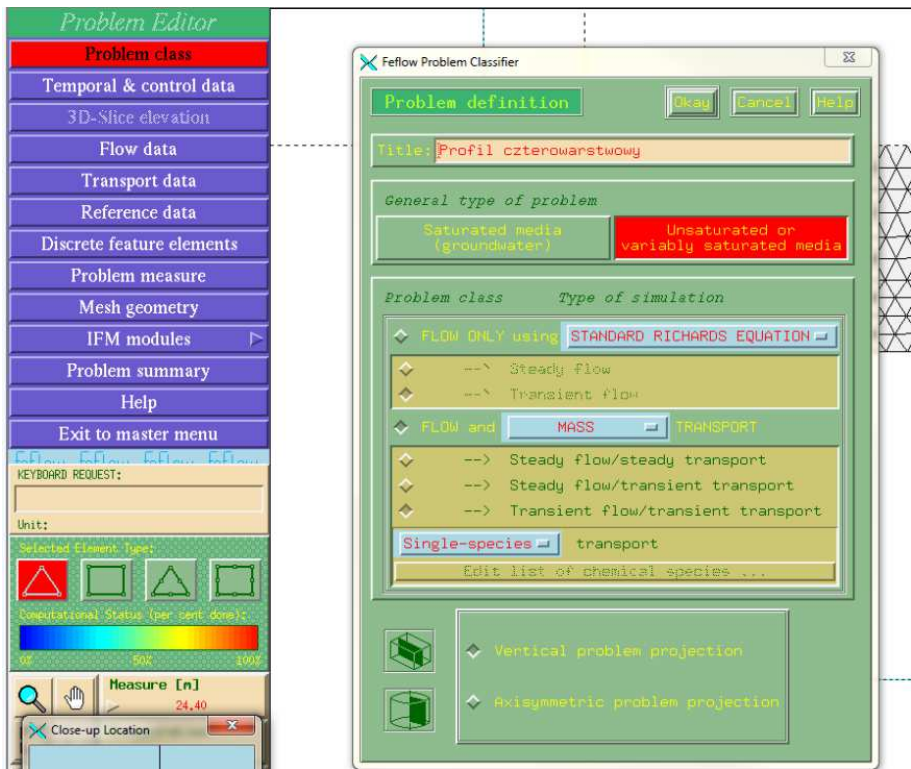 Problem Editor
Problem class
Temporal & control data
3D-Slice elevation
Flow data
Transport data
Reference data
Discrete feature elements
Problem measure
Mesh geometry
IFM modules
Problem summary
Help
Exit to master menu
KEYBOARD REQUEST:
Unit:
Selected Element Type:
Computational Status (per cent done):
0% 50% 100%
Measure [m]
24.40
Close-up Location
Feflow Problem Classifier
Problem definition
Okay Cancel Help
Title: Profil czterowarstwowy
General type of problem
Saturated media
(groundwater)
Unsaturated or
variably saturated media
Problem class Type of simulation
FLOW ONLY using STANDARD RICHARDS EQUATION
Steady flow
Transient flow
FLOW and MASS TRANSPORT
--> Steady flow/steady transport
--> Steady flow/transient transport
--> Transient flow/transient transport
Single-species transport
Edit list of chemical species ...
Vertical problem projection
Axisymmetric problem projection